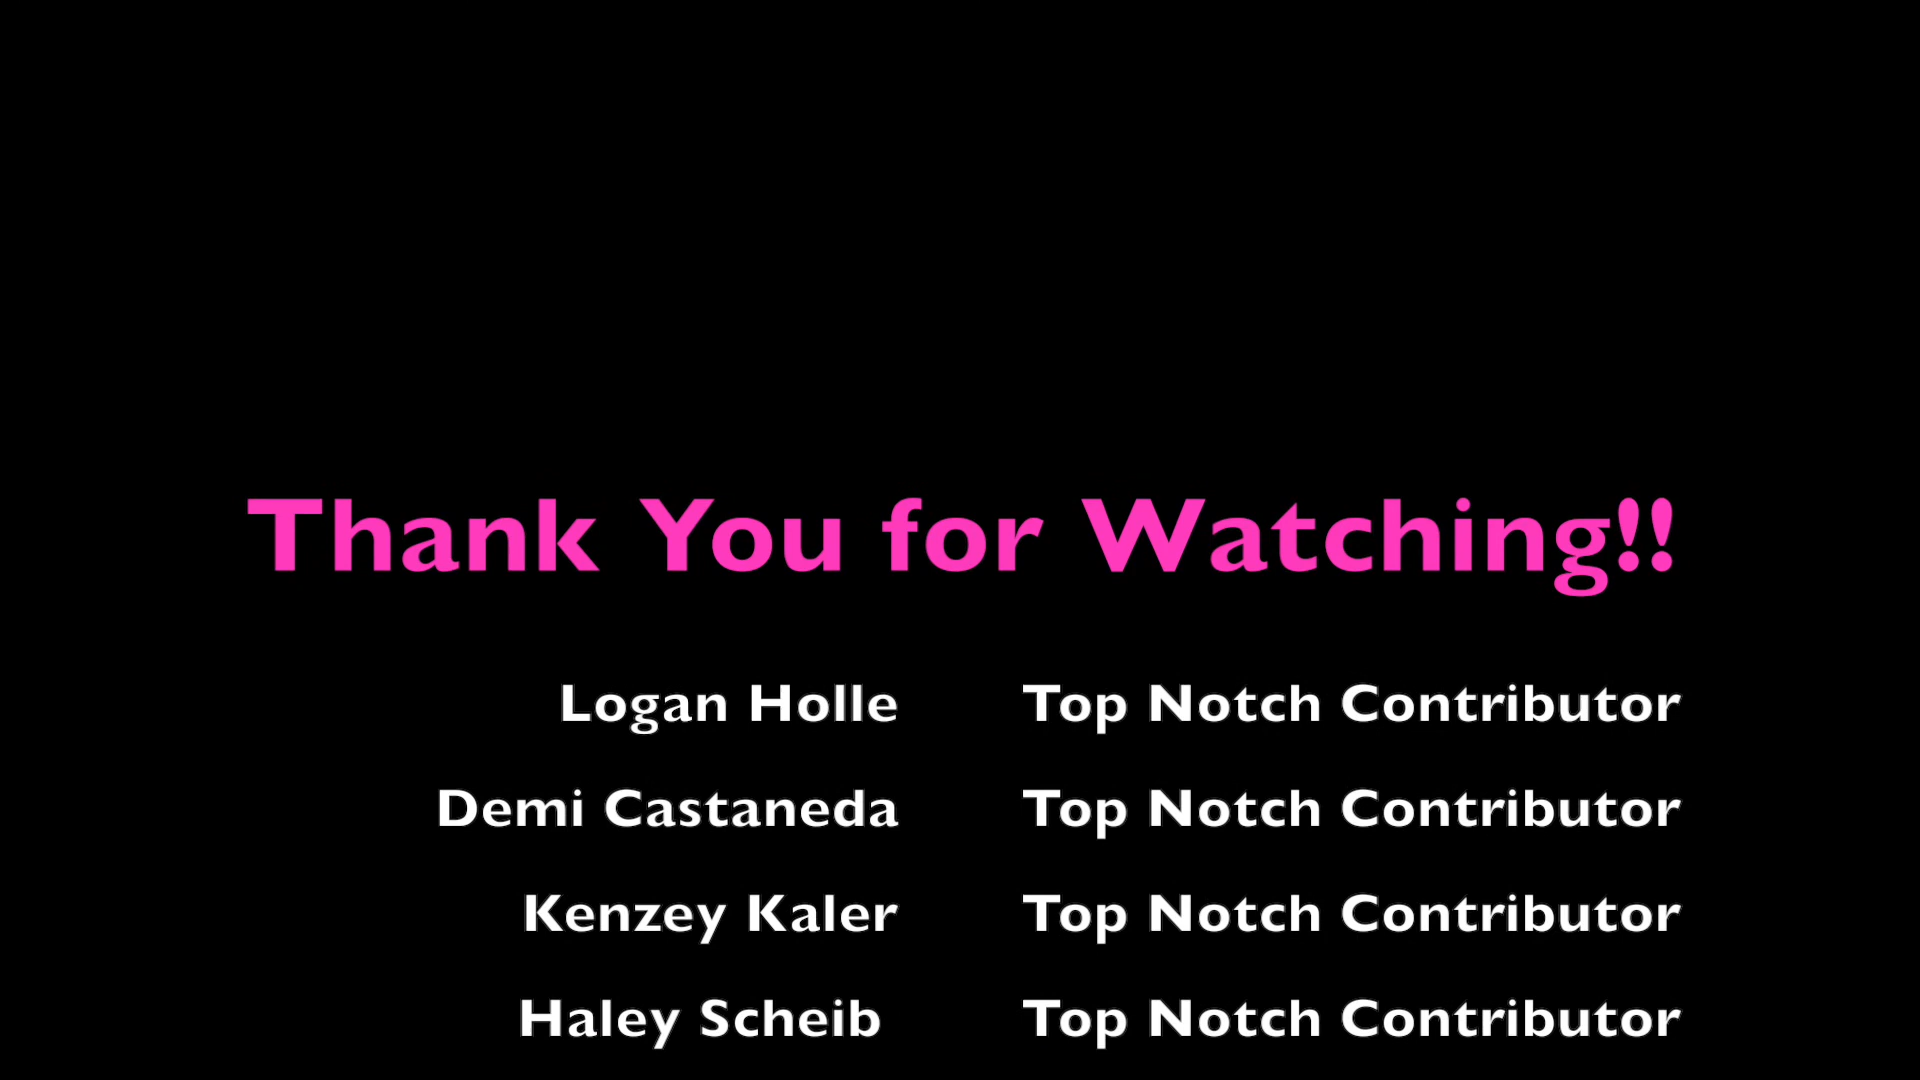 Thank You for Watching!!
Logan Holle Top Notch Contributor
Demi Castaneda Top Notch Contributor
Kenzey Kaler Top Notch Contributor
Haley Scheib Top Notch Contributor